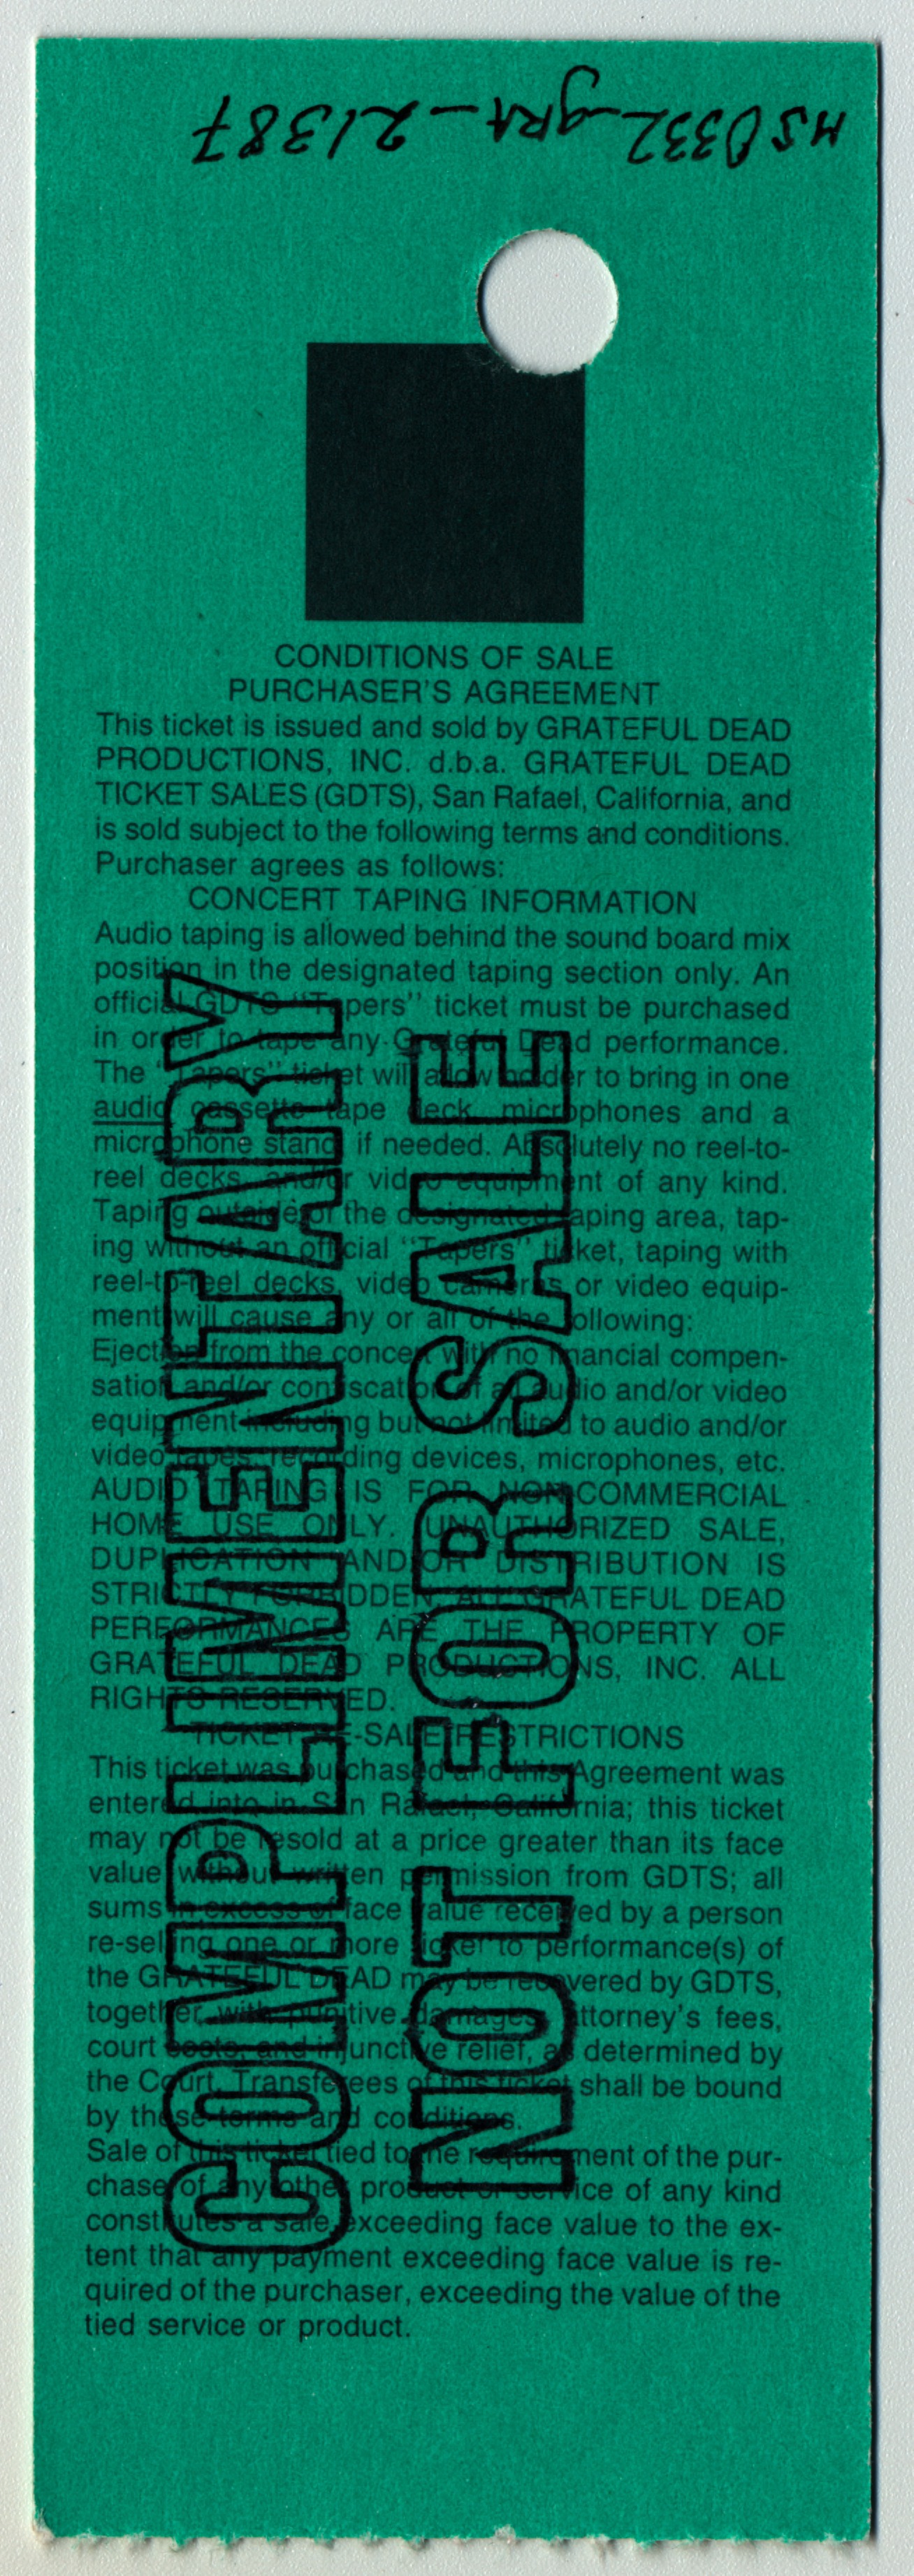 MS0332_gRA_21387
CONDITIONS OF SALE
PURCHASER'S AGREEMENT
This ticket is issued and sold by GRATEFUL DEAD
PRODUCTIONS, INC. d.b.a. GRATEFUL DEAD
TICKET SALES (GDTS), San Rafael, California, and
is sold subject to the following terms and conditions.
Purchaser agrees as follows:
CONCERT TAPING INFORMATION
Audio taping is allowed behind the sound board mix
position in the designated taping section only. An
official GDTS "Tapers" ticket must be purchased
in order to tape any Grateful Dead performance.
The "Tapers" ticket will allow holder to bring in one
audio cassette tape deck, microphones and a
microphone stand if needed. Absolutely no reel-to-
reel decks, and/or video equipment of any kind.
Taping outside of the designated taping area, tap-
ing without an official "Tapers" ticket, taping with
reel-to-reel decks, video cameras or video equip-
ment will cause any or all of the following:
Ejection from the concert with no financial compen-
sation and/or confiscation of all audio and/or video
equipment including but not limited to audio and/or
video tapes, recording devices, microphones, etc.
AUDIO TAPING IS FOR NON-COMMERCIAL
HOME USE ONLY. UNAUTHORIZED SALE,
DUPLICATION AND/OR DISTRIBUTION IS
STRICTLY FORBIDDEN. ALL GRATEFUL DEAD
PERFORMANCES ARE THE PROPERTY OF
GRATEFUL DEAD PRODUCTIONS, INC. ALL
RIGHTS RESERVED.
TICKET RE-SALE RESTRICTIONS
This ticket was purchased and this Agreement was
entered into in San Rafael, California; this ticket
may not be resold at a price greater than its face
value without written permission from GDTS; all
sums in excess of face value received by a person
re-selling one or more ticket to performance(s) of
the GRATEFUL DEAD may be recovered by GDTS,
together with punitive damages, attorney's fees,
court costs, and injunctive relief, as determined by
the Court. Transferees of this ticket shall be bound
by these terms and conditions.
Sale of this ticket tied to the requirement of the pur-
chase of any other product or service of any kind
constitutes a sale exceeding face value to the ex-
tent that any payment exceeding face value is re-
quired of the purchaser, exceeding the value of the
tied service or product.
COMPLIMENTARY
NOT FOR SALE